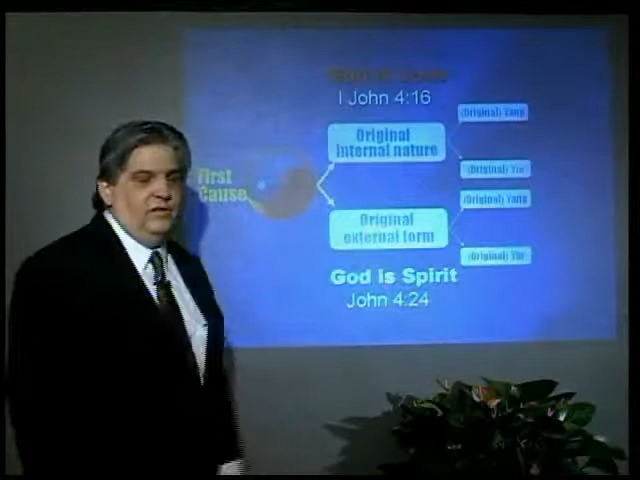 God is Love
I John 4:16
(Original) Yang
Original
internal nature
First
Cause
(Original) Yin
(Original) Yang
Original
external form
(Original) Yin
God is Spirit
John 4:24